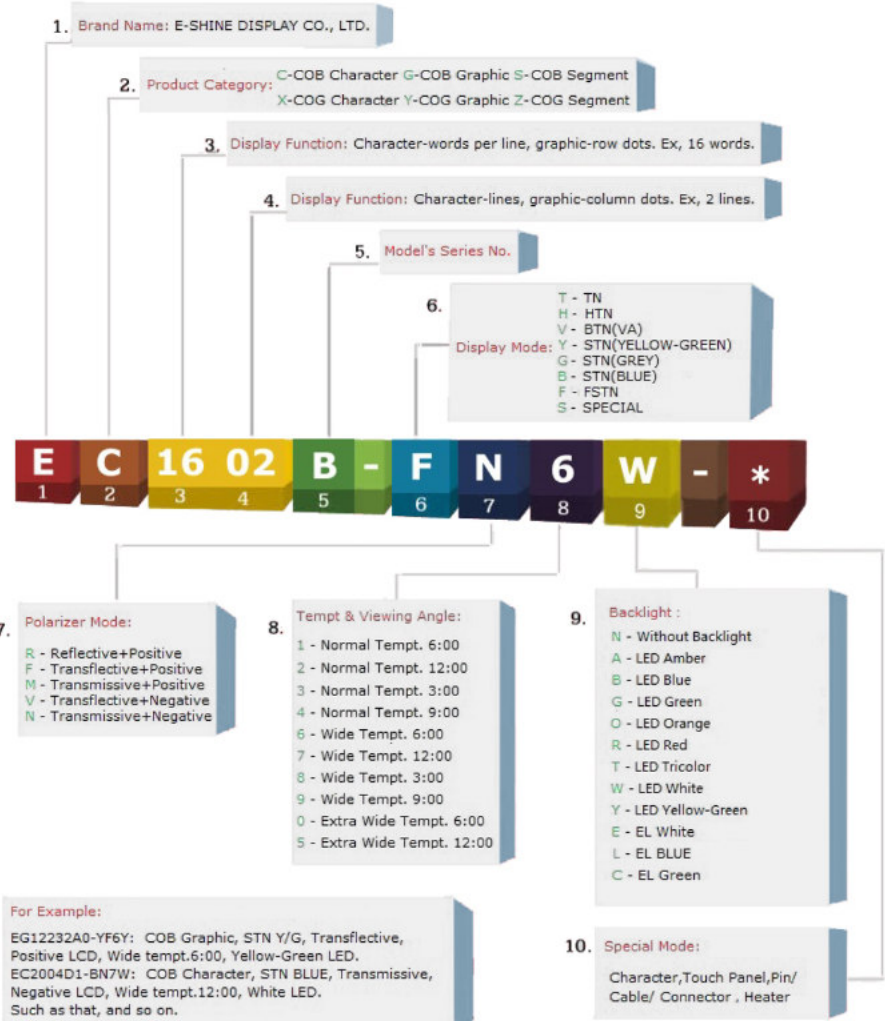 1. Brand Name: E-SHINE DISPLAY CO., LTD.
2. Product Category: C-COB Character G-COB Graphic S-COB Segment
X-COG Character Y-COG Graphic Z-COG Segment
3. Display Function: Character-words per line, graphic-row dots. Ex, 16 words.
4. Display Function: Character-lines, graphic-column dots. Ex, 2 lines.
5. Model's Series No.
6. Display Mode:
T - TN
H - HTN
V - BTN(VA)
Y - STN(YELLOW-GREEN)
G - STN(GREY)
B - STN(BLUE)
F - FSTN
S - SPECIAL
E C 16 02 B - F N 6 W - *
1 2 3 4 5 6 7 8 9 10
7. Polarizer Mode:
R - Reflective+Positive
F - Transflective+Positive
M - Transmissive+Positive
V - Transflective+Negative
N - Transmissive+Negative
8. Tempt & Viewing Angle:
1 - Normal Tempt. 6:00
2 - Normal Tempt. 12:00
3 - Normal Tempt. 3:00
4 - Normal Tempt. 9:00
6 - Wide Tempt. 6:00
7 - Wide Tempt. 12:00
8 - Wide Tempt. 3:00
9 - Wide Tempt. 9:00
0 - Extra Wide Tempt. 6:00
5 - Extra Wide Tempt. 12:00
9. Backlight :
N - Without Backlight
A - LED Amber
B - LED Blue
G - LED Green
O - LED Orange
R - LED Red
T - LED Tricolor
W - LED White
Y - LED Yellow-Green
E - EL White
L - EL BLUE
C - EL Green
For Example:
EG12232A0-YF6Y: COB Graphic, STN Y/G, Transflective,
Positive LCD, Wide tempt.6:00, Yellow-Green LED.
EC2004D1-BN7W: COB Character, STN BLUE, Transmissive,
Negative LCD, Wide tempt.12:00, White LED.
Such as that, and so on.
10. Special Mode:
Character,Touch Panel,Pin/
Cable/ Connector . Heater